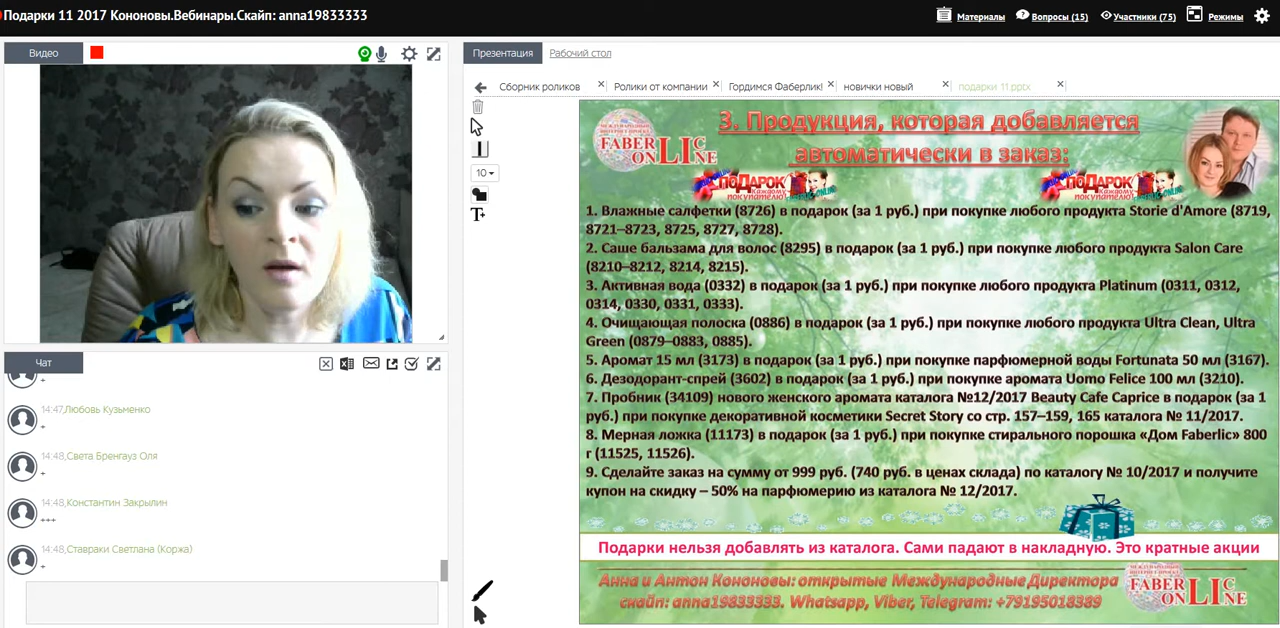 Подарки 11 2017 Кононовы.Вебинары.Скайп: anna19833333
Материалы
Вопросы (15)
Участники (75)
Режимы
Видео
Презентация
Рабочий стол
Сборник роликов
Ролики от компании
Гордимся Фаберлик!
новички новый
подарки 11.pptx
10
T+
МЕЖДУНАРОДНЫЙ
ИНТЕРНЕТ-ПРОЕКТ
FABERLIC
ONLINE
3. Продукция, которая добавляется
автоматически в заказ:
ПОДАРОК
каждому
покупателю
ПОДАРОК
каждому
покупателю
1. Влажные салфетки (8726) в подарок (за 1 руб.) при покупке любого продукта Storie d'Amore (8719,
8721–8723, 8725, 8727, 8728).
2. Саше бальзама для волос (8295) в подарок (за 1 руб.) при покупке любого продукта Salon Care
(8210–8212, 8214, 8215).
3. Активная вода (0332) в подарок (за 1 руб.) при покупке любого продукта Platinum (0311, 0312,
0314, 0330, 0331, 0333).
4. Очищающая полоска (0886) в подарок (за 1 руб.) при покупке любого продукта Ultra Clean, Ultra
Green (0879–0883, 0885).
5. Аромат 15 мл (3173) в подарок (за 1 руб.) при покупке парфюмерной воды Fortunata 50 мл (3167).
6. Дезодорант-спрей (3602) в подарок (за 1 руб.) при покупке аромата Uomo Felice 100 мл (3210).
7. Пробник (34109) нового женского аромата каталога №12/2017 Beauty Cafe Caprice в подарок (за 1
руб.) при покупке декоративной косметики Secret Story со стр. 157–159, 165 каталога № 11/2017.
8. Мерная ложка (11173) в подарок (за 1 руб.) при покупке стирального порошка «Дом Faberlic» 800
г (11525, 11526).
9. Сделайте заказ на сумму от 999 руб. (740 руб. в ценах склада) по каталогу № 10/2017 и получите
купон на скидку – 50% на парфюмерию из каталога № 12/2017.
Подарки нельзя добавлять из каталога. Сами падают в накладную. Это кратные акции
Анна и Антон Кононовы: открытые Международные Директора
скайп: anna19833333. Whatsapp, Viber, Telegram: +79195018389
FABERLIC
ONLINE
Чат
+
14:47,Любовь Кузьменко
+
14:48,Света Бренгауз Оля
+
14:48,Константин Закрылин
+++
14:48,Ставраки Светлана (Коржа)
+